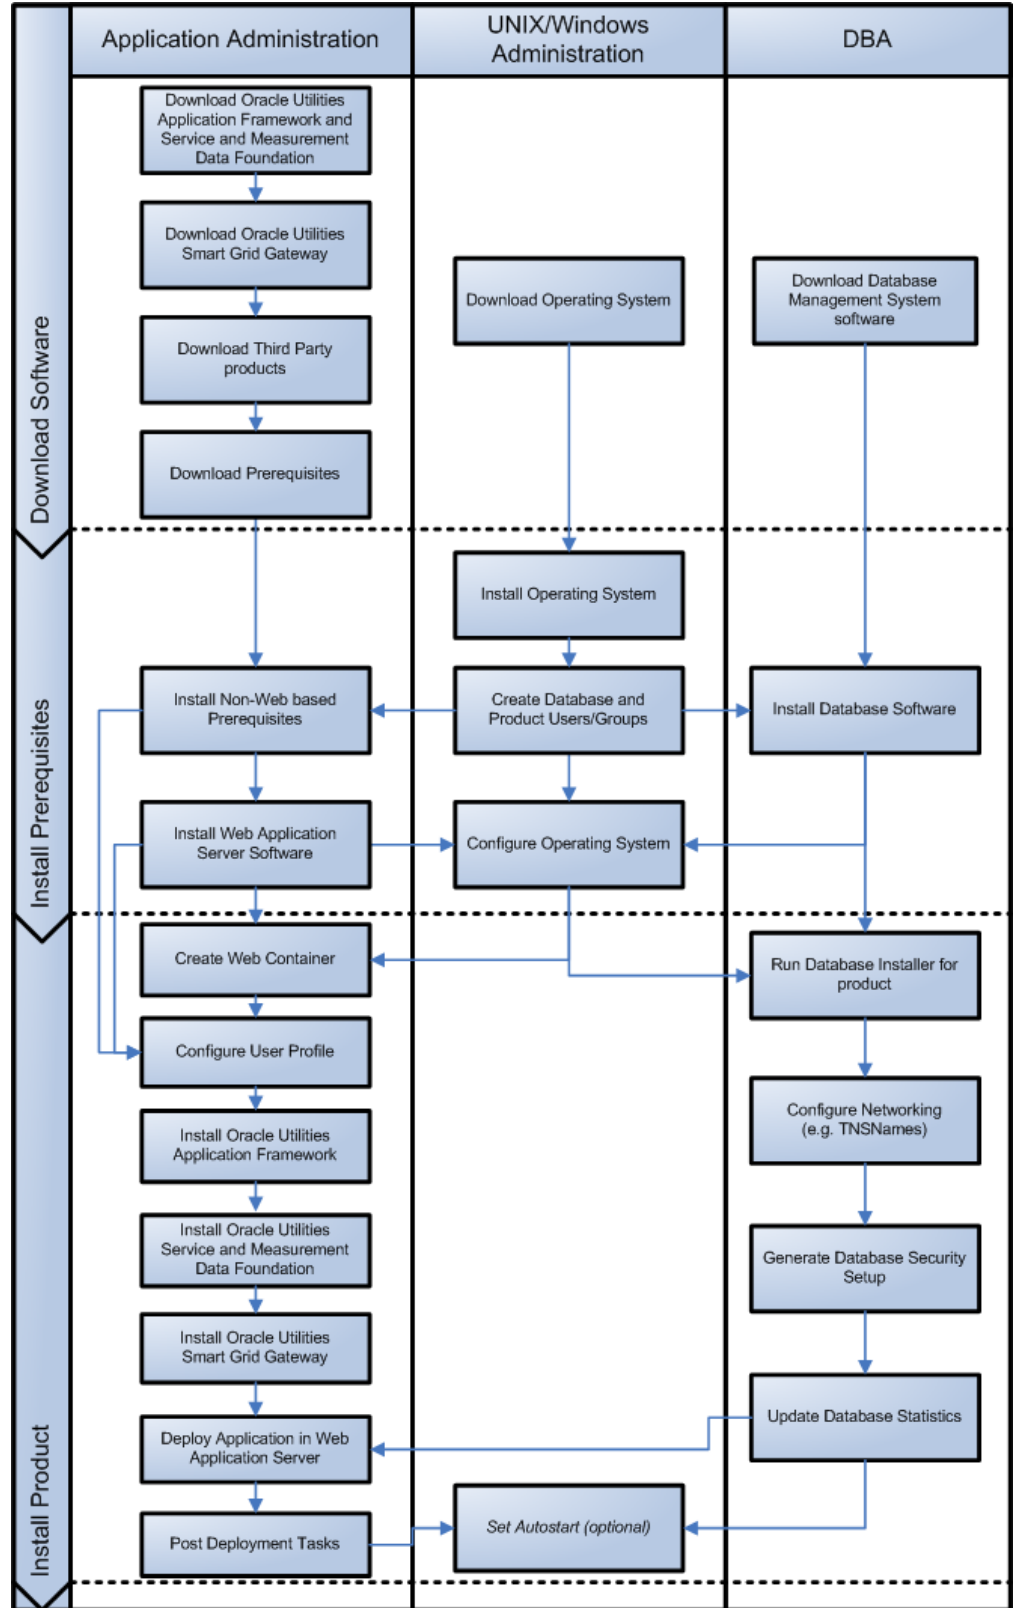 Application Administration
UNIX/Windows
Administration
DBA
Download Software
Download Oracle Utilities
Application Framework and
Service and Measurement
Data Foundation
Download Oracle Utilities
Smart Grid Gateway
Download Third Party
products
Download Prerequisites
Download Operating System
Download Database
Management System
software
Install Prerequisites
Install Operating System
Install Non-Web based
Prerequisites
Create Database and
Product Users/Groups
Install Database Software
Install Web Application
Server Software
Configure Operating System
Install Product
Create Web Container
Configure User Profile
Install Oracle Utilities
Application Framework
Install Oracle Utilities
Service and Measurement
Data Foundation
Install Oracle Utilities
Smart Grid Gateway
Deploy Application in Web
Application Server
Post Deployment Tasks
Set Autostart (optional)
Run Database Installer for
product
Configure Networking
(e.g. TNSNames)
Generate Database Security
Setup
Update Database Statistics